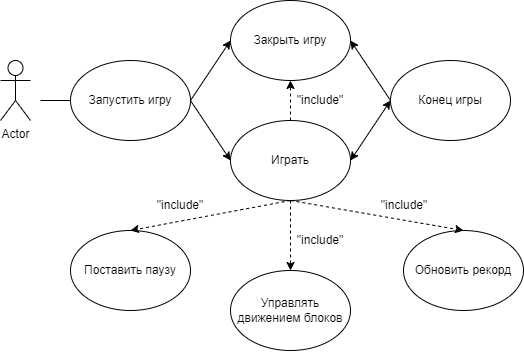 Закрыть игру
Запустить игру
"include"
Конец игры
Actor
Играть
"include"
"include"
"include"
Поставить паузу
Управлять
движением блоков
Обновить рекорд